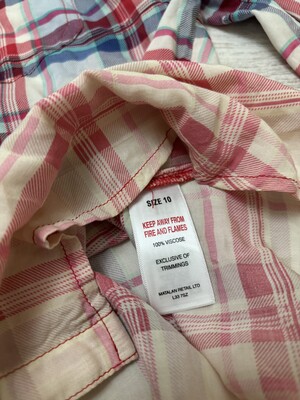 SIZE 10
KEEP AWAY FROM
FIRE AND FLAMES
100% VISCOSE
EXCLUSIVE OF
TRIMMINGS
MATALAN RETAIL LTD
L33 7SZ